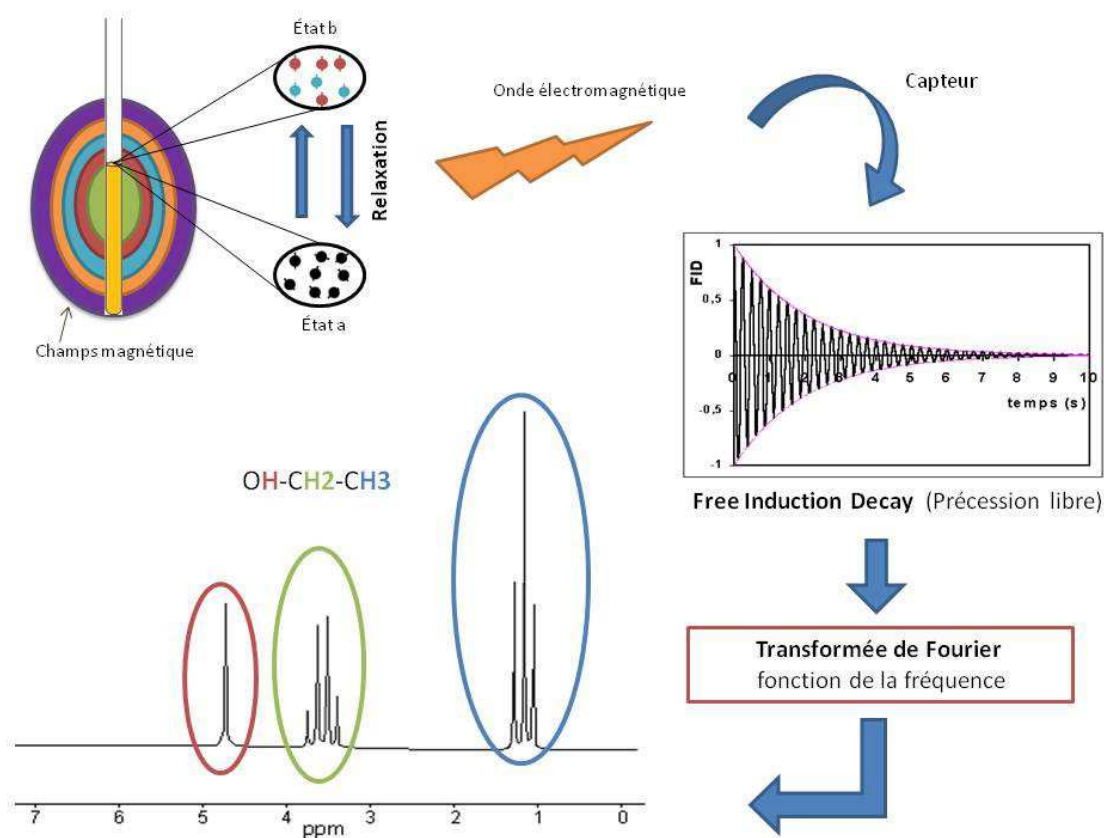 État b
Relaxation
État a
Champs magnétique
Onde électromagnétique
Capteur
FID
1
0,5
0
-0,5
-1
0 1 2 3 4 5 6 7 8 9 10
temps (s)
Free Induction Decay (Précession libre)
Transformée de Fourier
fonction de la fréquence
OH-CH2-CH3
7 6 5 4 3 2 1 0
ppm